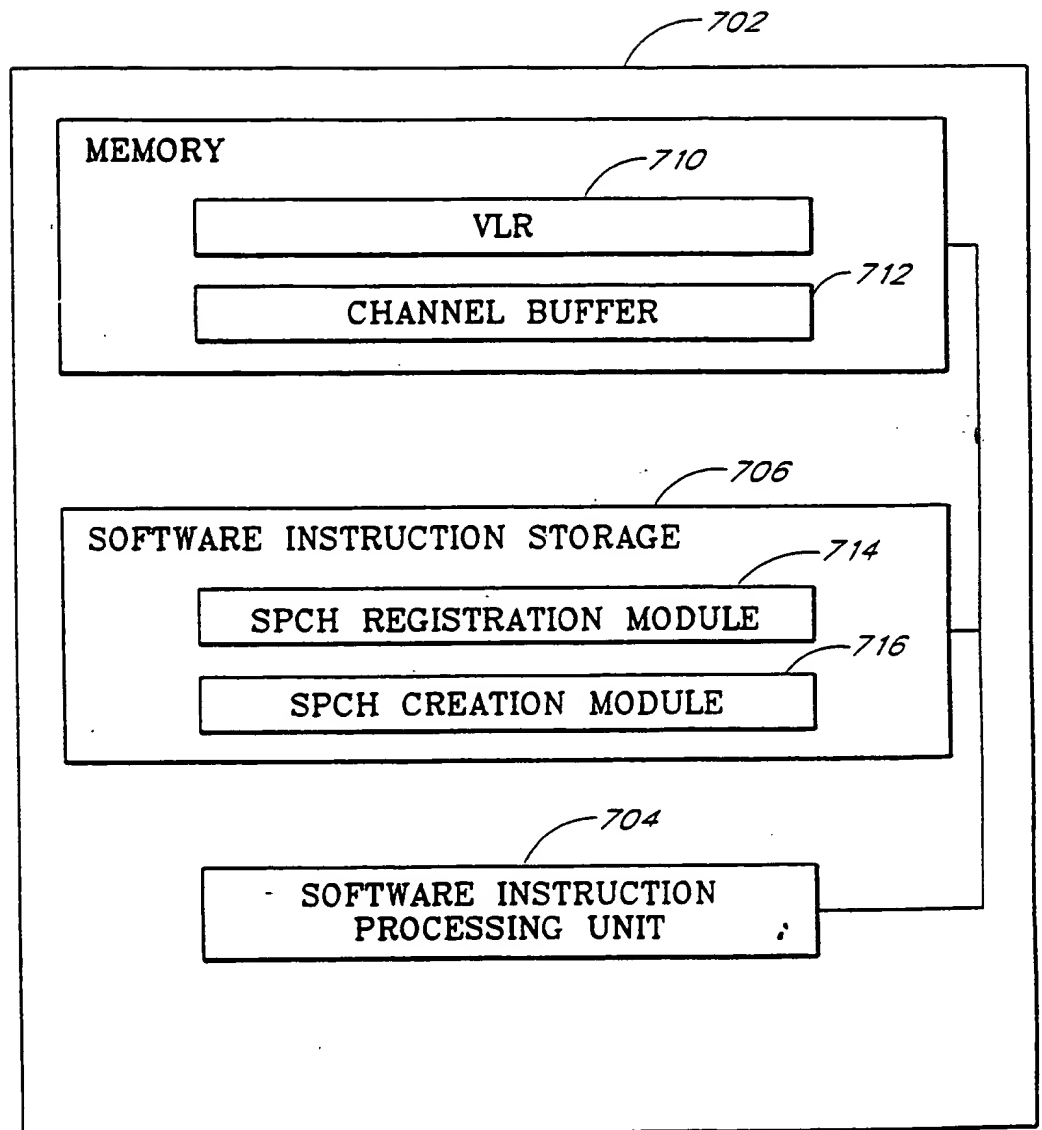 702
MEMORY
710
VLR
712
CHANNEL BUFFER
706
SOFTWARE INSTRUCTION STORAGE
714
SPCH REGISTRATION MODULE
716
SPCH CREATION MODULE
704
SOFTWARE INSTRUCTION
PROCESSING UNIT